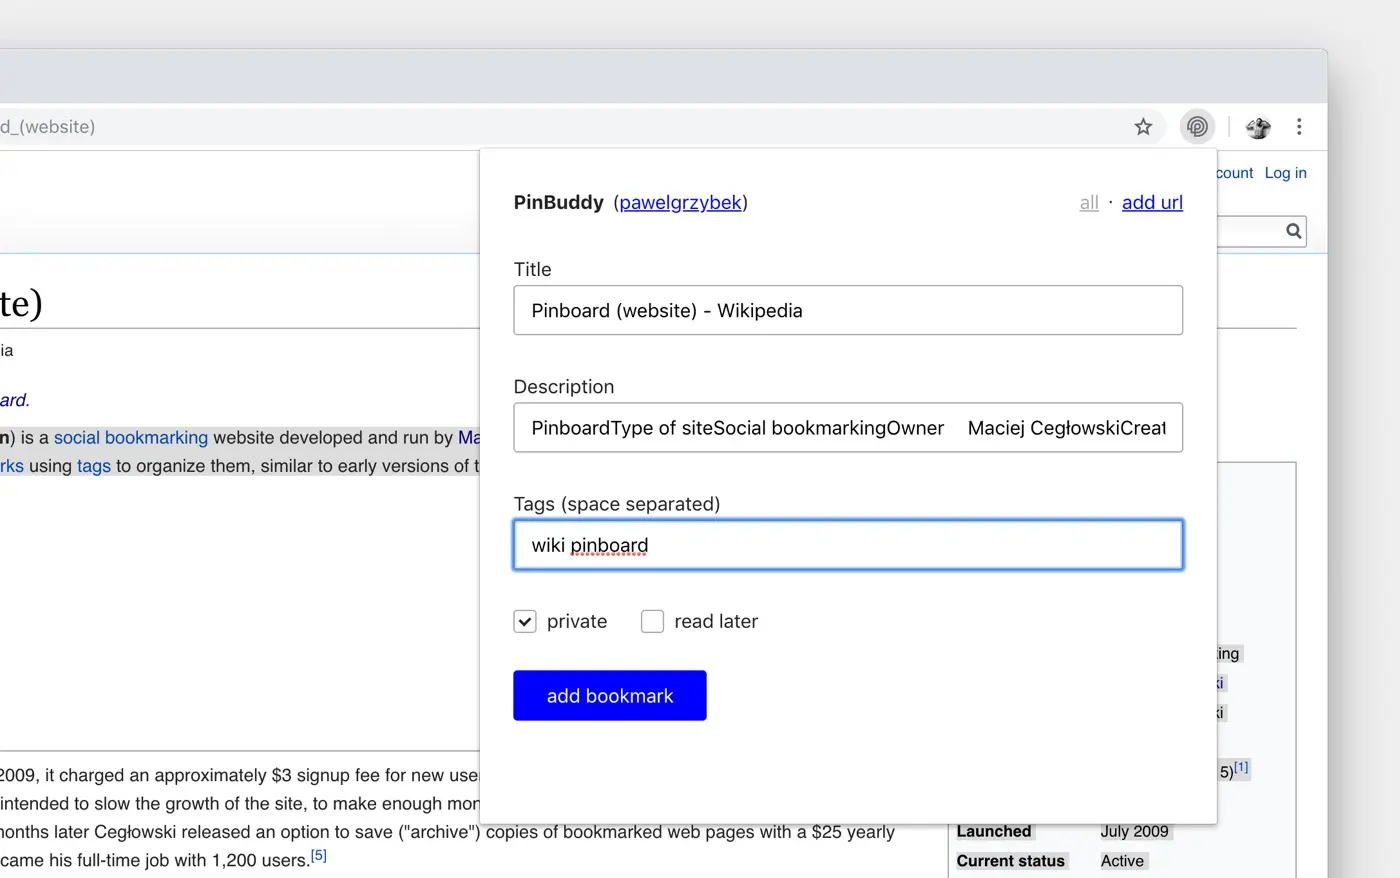 d_(website)
count Log in
PinBuddy (pawelgrzybek) all · add url
te)
Title
Pinboard (website) - Wikipedia
ia
Description
ard.
PinboardType of siteSocial bookmarkingOwner Maciej CegłowskiCreat
n) is a social bookmarking website developed and run by Ma
rks using tags to organize them, similar to early versions of t
Tags (space separated)
wiki pinboard
private read later
add bookmark
ing
ki
ki
5)[1]
2009, it charged an approximately $3 signup fee for new use
intended to slow the growth of the site, to make enough mon
nonths later Cegłowski released an option to save ("archive") copies of bookmarked web pages with a $25 yearly
came his full-time job with 1,200 users.[5]
Launched July 2009
Current status Active